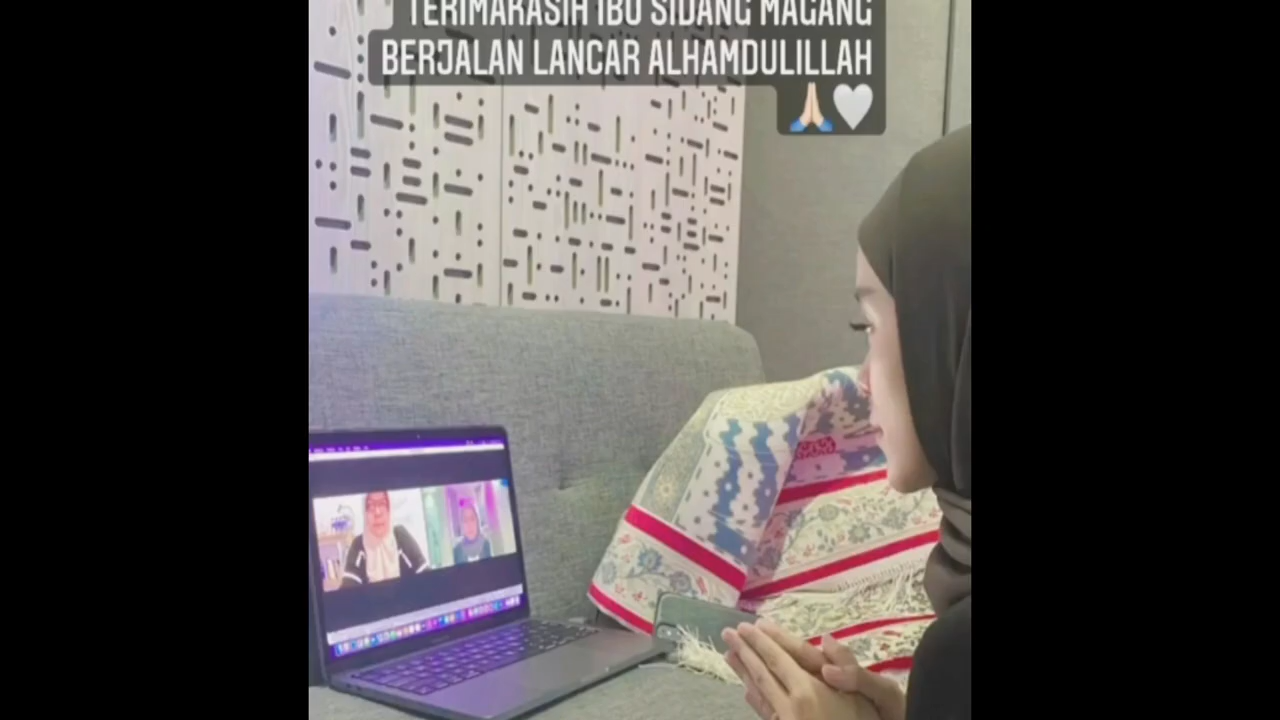 TERIMAKASIH IBU SIDANG MAGANG
BERJALAN LANCAR ALHAMDULILLAH
🙏🏻🤍